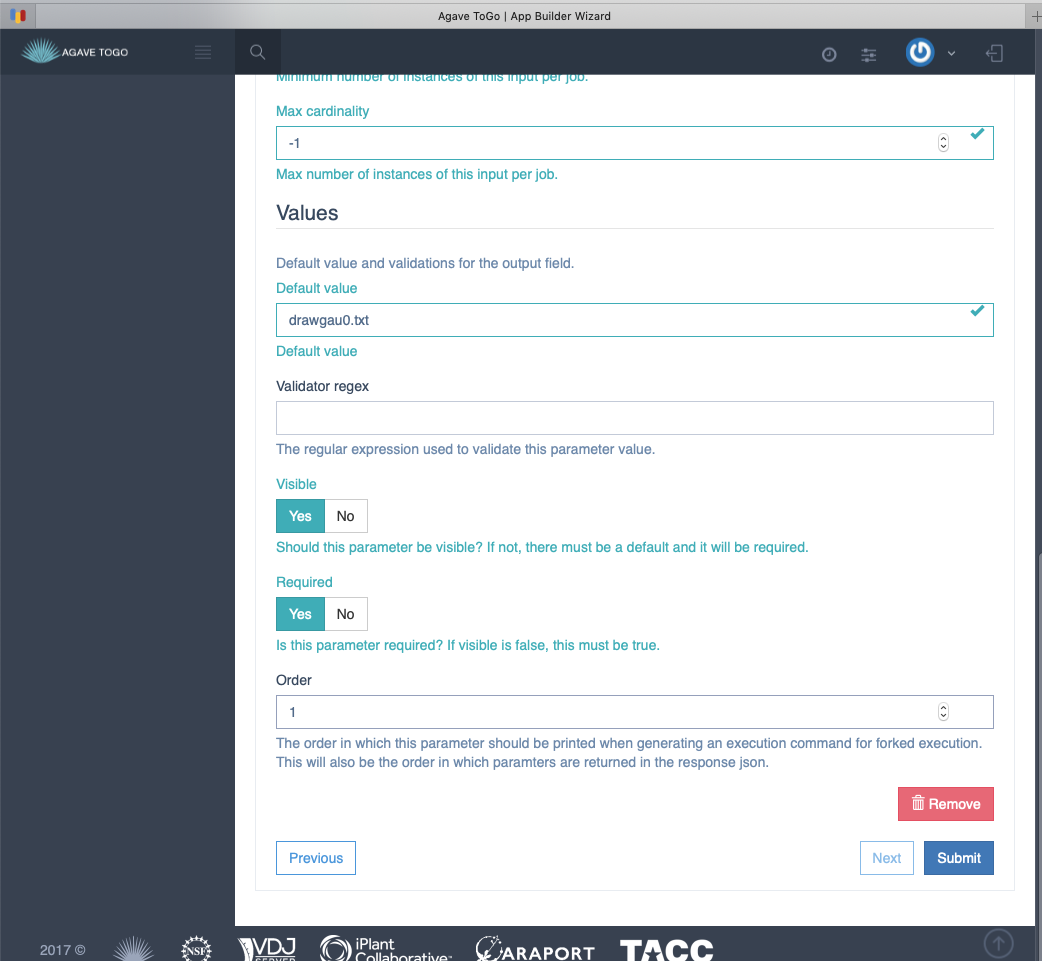 Agave ToGo | App Builder Wizard
AGAVE TOGO
Minimum number of instances of this input per job.
Max cardinality
-1
Max number of instances of this input per job.
Values
Default value and validations for the output field.
Default value
drawgau0.txt
Default value
Validator regex
The regular expression used to validate this parameter value.
Visible
Yes No
Should this parameter be visible? If not, there must be a default and it will be required.
Required
Yes No
Is this parameter required? If visible is false, this must be true.
Order
1
The order in which this parameter should be printed when generating an execution command for forked execution.
This will also be the order in which paramters are returned in the response json.
Remove
Previous Next Submit
2017 © NSF VDJ SERVER iPlant Collaborative™ ARAPORT TACC